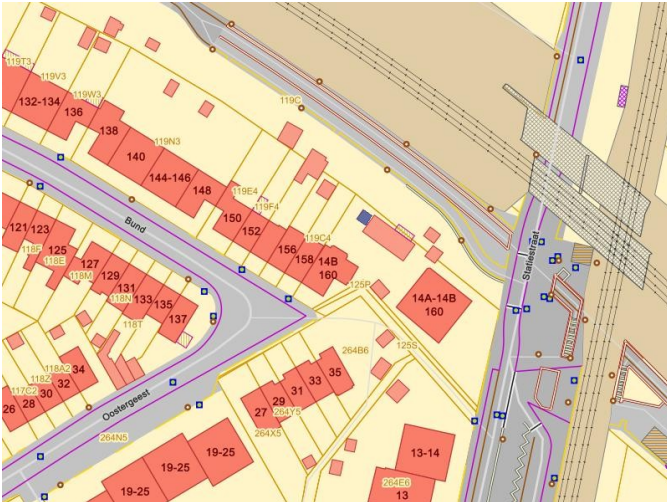 119T3
119V3
132-134
119W3
136
138
119C
119N3
140
144-146
148
119E4
119F4
150
152
119C4
156
158
14B
160
Bund
Statiestraat
121
123
118F
125
118E
118M
127
129
118N
131
133
135
118T
137
125P
14A-14B
160
125S
264B6
118A2
34
118Z
32
117C2
30
28
26
Oostergeest
264N5
35
33
31
29
27
264Y5
264X5
19-25
19-25
19-25
13-14
264E6
13